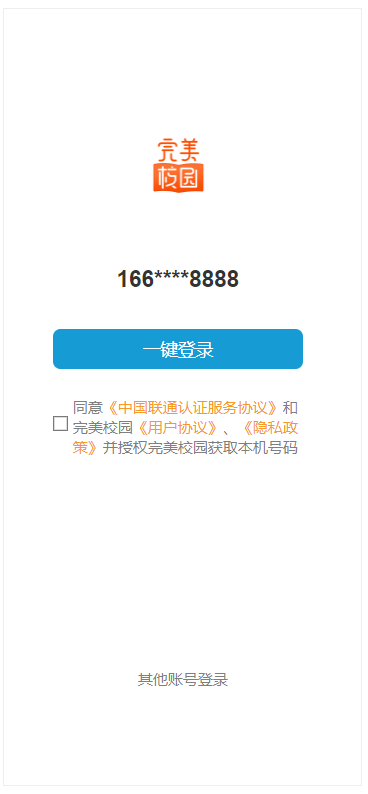 完美
校园
166****8888
一键登录
同意《中国联通认证服务协议》和
完美校园《用户协议》、《隐私政
策》并授权完美校园获取本机号码
其他账号登录